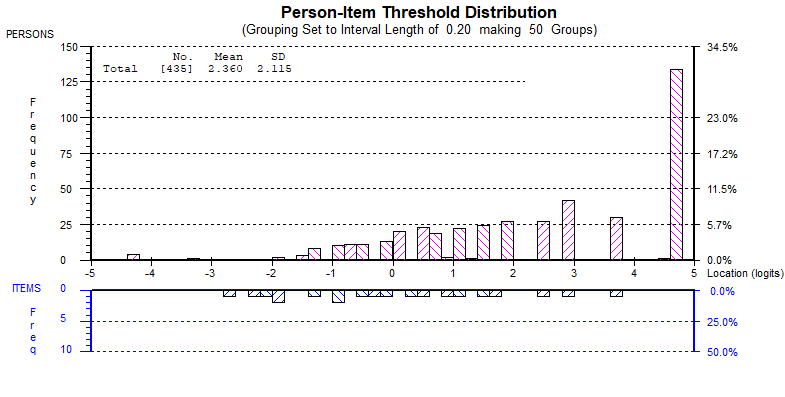 Person-Item Threshold Distribution
(Grouping Set to Interval Length of 0.20 making 50 Groups)
PERSONS
No. Mean SD
Total [435] 2.360 2.115
Frequency
150 34.5%
125
100 23.0%
75 17.2%
50 11.5%
25 5.7%
0 0.0%
-5 -4 -3 -2 -1 0 1 2 3 4 5 Location (logits)
ITEMS 0 0.0%
Freq
5 25.0%
10 50.0%